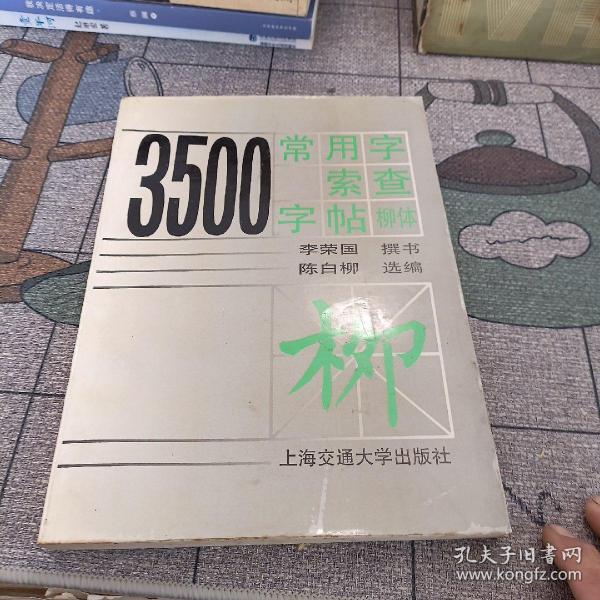 3500
常用字
索查
字帖 柳体
李荣国 撰书
陈白柳 选编
柳
上海交通大学出版社
孔夫子旧书网
www.kongfz.com